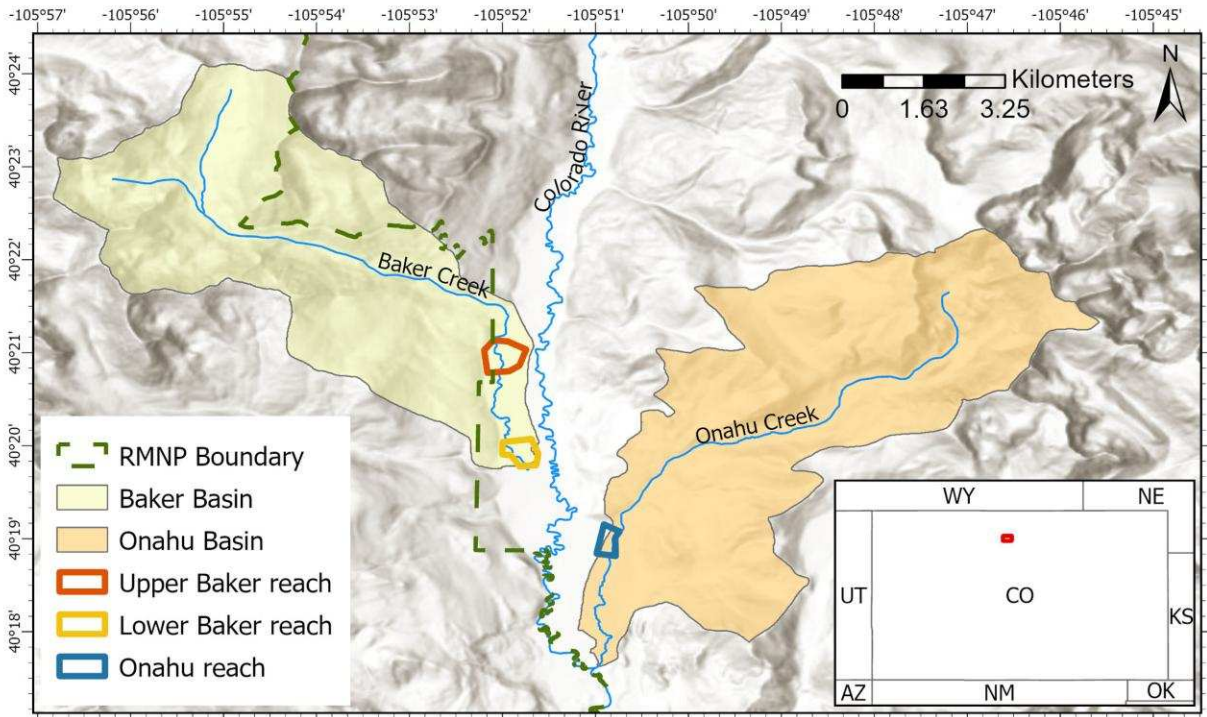 -105°57' -105°56' -105°55' -105°54' -105°53' -105°52' -105°51' -105°50' -105°49' -105°48' -105°47' -105°46' -105°45'
40°24'
40°23'
40°22'
40°21'
40°20'
40°19'
40°18'
Kilometers
0 1.63 3.25
N
Colorado River
Baker Creek
Onahu Creek
RMNP Boundary
Baker Basin
Onahu Basin
Upper Baker reach
Lower Baker reach
Onahu reach
WY NE
UT CO KS
AZ NM OK